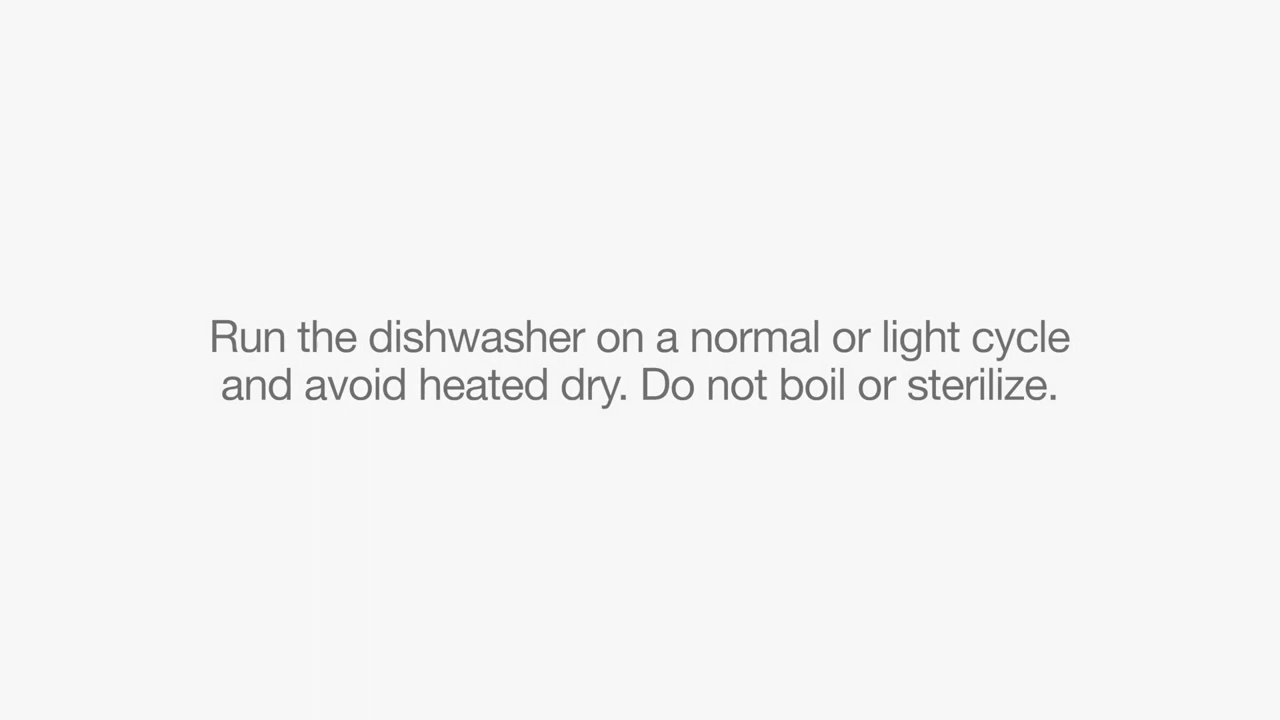 Run the dishwasher on a normal or light cycle
and avoid heated dry. Do not boil or sterilize.